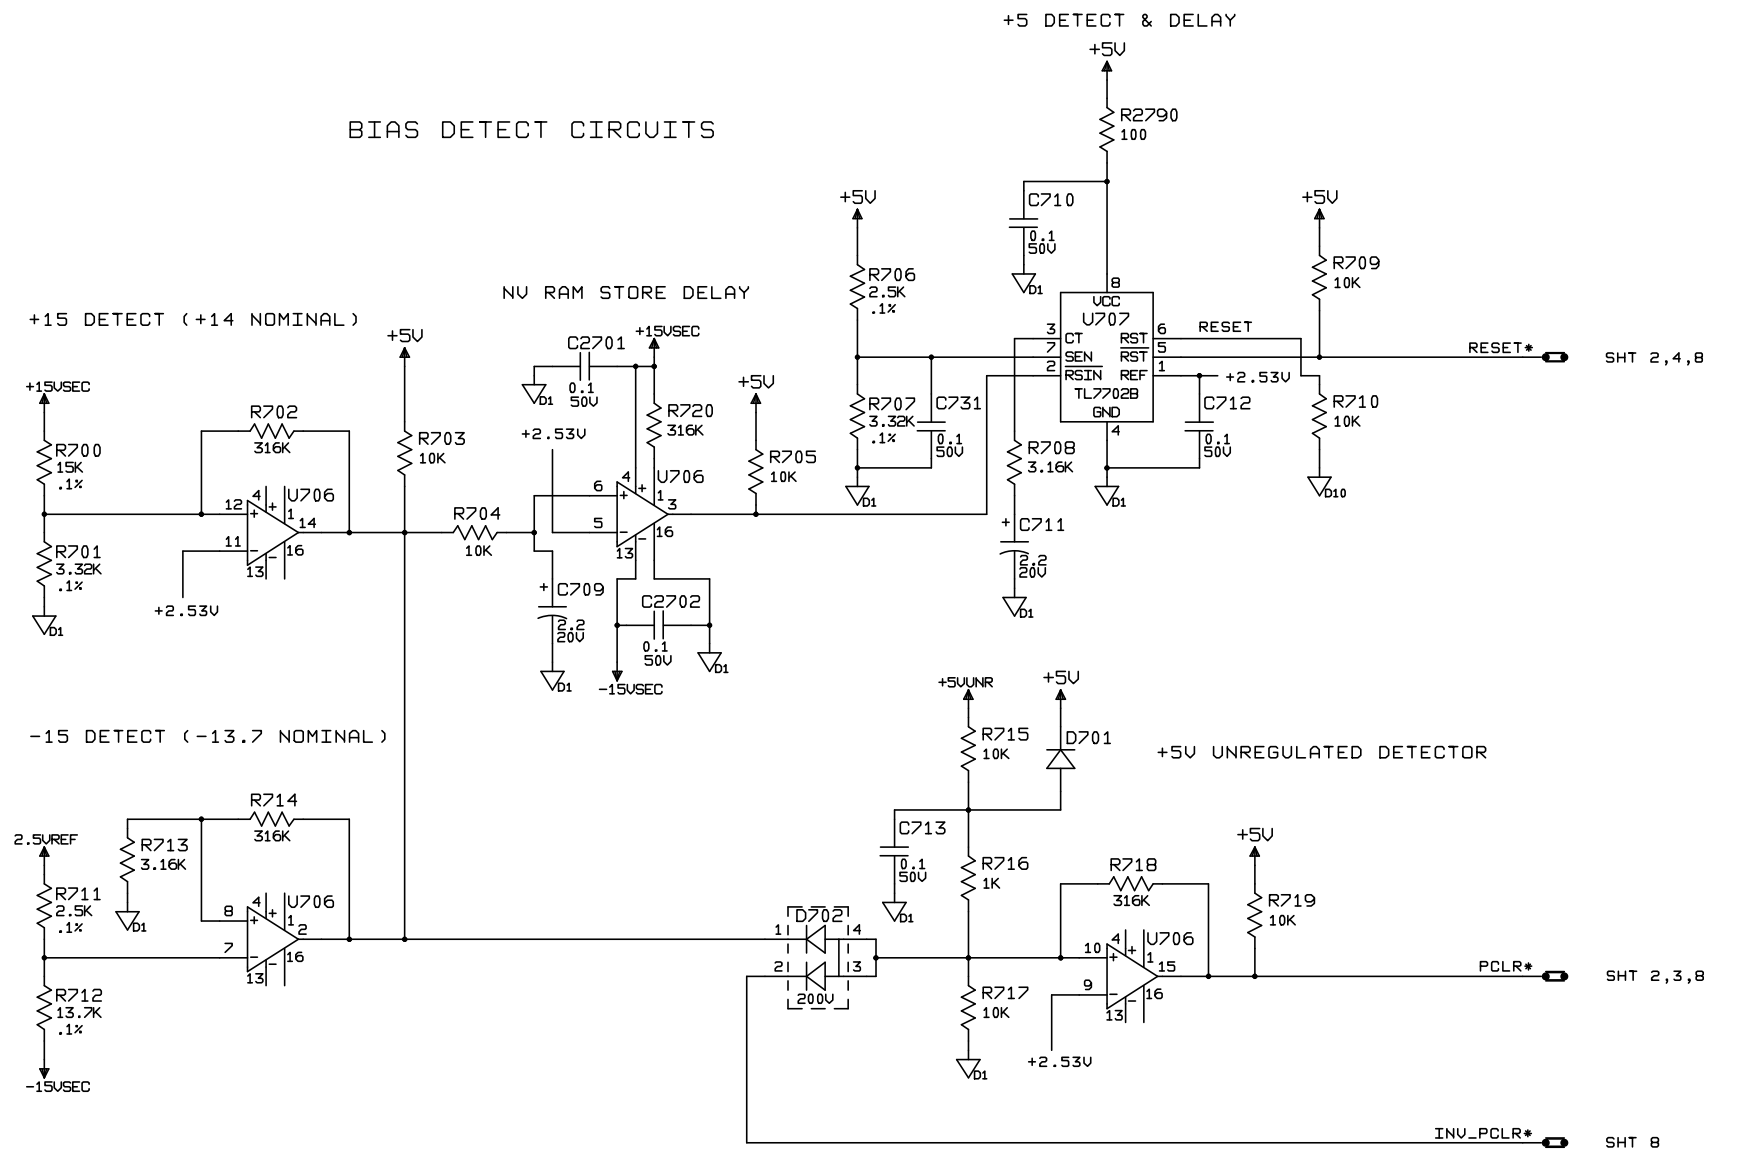 +5 DETECT & DELAY
+5V
R2790
100
BIAS DETECT CIRCUITS
C710
0.1
50V
D1
+5V
R706
2.5K
.1%
+5V
R709
10K
8
VCC
U707
3
CT
RST
6
RESET
7
SEN
RST
5
2
RSIN
REF
1
+2.53V
TL7702B
GND
4
RESET*
SHT 2,4,8
R707
3.32K
.1%
C731
0.1
50V
D1
R708
3.16K
+
C711
2.2
20V
D1
C712
0.1
50V
D1
R710
10K
D10
NV RAM STORE DELAY
C2701
0.1
50V
D1
+15VSEC
+2.53V
R720
316K
+5V
R705
10K
4
+
U706
1
6
+
3
5
-
16
13
-
C2702
0.1
50V
-15VSEC
D1
+15 DETECT (+14 NOMINAL)
+15VSEC
R700
15K
.1%
R701
3.32K
.1%
D1
R702
316K
4
+
U706
1
12
+
14
11
-
16
13
-
+2.53V
+5V
R703
10K
R704
10K
+
C709
2.2
20V
D1
-15 DETECT (-13.7 NOMINAL)
2.5VREF
R711
2.5K
.1%
R712
13.7K
.1%
-15VSEC
R713
3.16K
D1
R714
316K
4
+
U706
1
8
+
2
7
-
16
13
-
+5VUNR
+5V
R715
10K
D701
+5V UNREGULATED DETECTOR
C713
0.1
50V
D1
R716
1K
D702
1
4
2
3
200V
R717
10K
D1
R718
316K
+5V
R719
10K
4
+
U706
1
10
+
15
9
-
16
13
-
+2.53V
PCLR*
SHT 2,3,8
INV_PCLR*
SHT 8